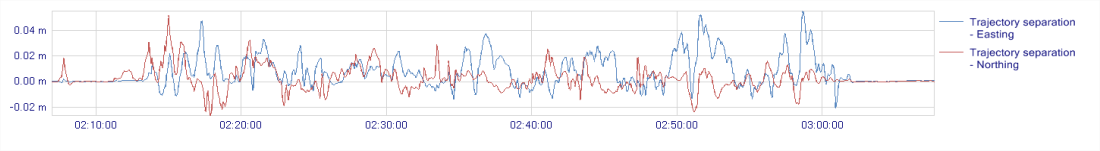 0.04 m
0.02 m
0.00 m
-0.02 m
02:10:00 02:20:00 02:30:00 02:40:00 02:50:00 03:00:00
Trajectory separation
- Easting
Trajectory separation
- Northing